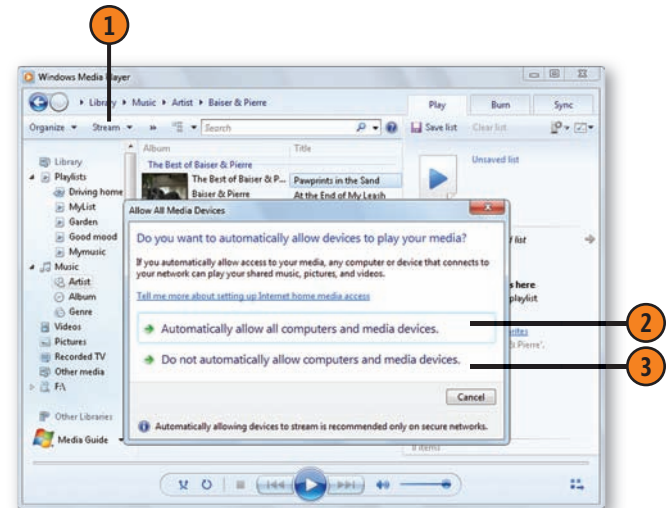 1
Windows Media Player
Library Music Artist Baiser & Pierre
Play Burn Sync
Organize Stream » Search
Save list Clear list
Album Title
Unsaved list
Library
Playlists
Driving home
MyList
Garden
Good mood
Mymusic
Music
Artist
Album
Genre
Videos
Pictures
Recorded TV
Other media
F:\
Other Libraries
Media Guide
The Best of Baiser & Pierre
The Best of Baiser & P... Pawprints in the Sand
Baiser & Pierre At the End of My Leash
Allow All Media Devices
Do you want to automatically allow devices to play your media?
If you automatically allow access to your media, any computer or device that connects to
your network can play your shared music, pictures, and videos.
Tell me more about setting up Internet home media access
Automatically allow all computers and media devices.
2
Do not automatically allow computers and media devices.
3
Cancel
Automatically allowing devices to stream is recommended only on secure networks.
list
here
playlist
Pierre'.
8 items